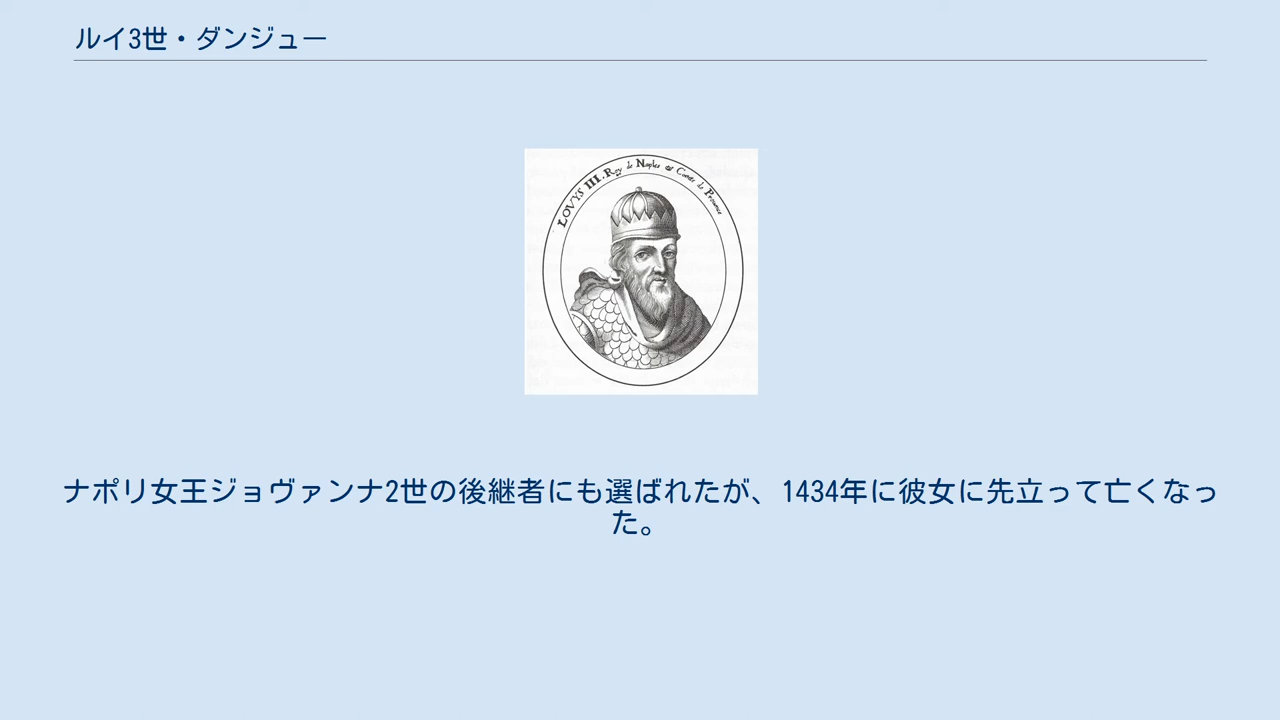 ルイ3世・ダンジュー
LOVYS III. Roy de Naples et Conte de Provence
ナポリ女王ジョヴァンナ2世の後継者にも選ばれたが、1434年に彼女に先立って亡くなっ
た。